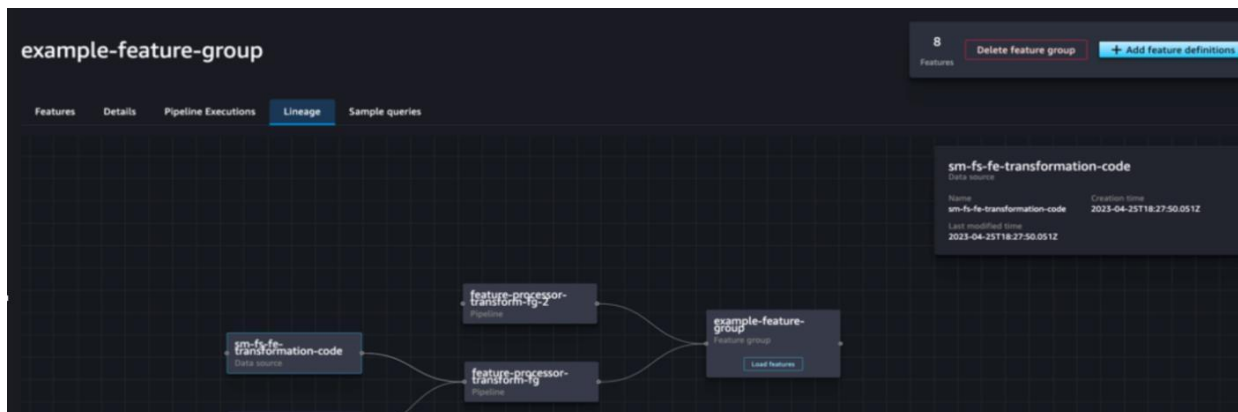 example-feature-group
8
Features
Delete feature group
+ Add feature definitions
Features Details Pipeline Executions Lineage Sample queries
sm-fs-fe-transformation-code
Data source
Name Creation time
sm-fs-fe-transformation-code 2023-04-25T18:27:50.051Z
Last modified time
2023-04-25T18:27:50.051Z
feature-processor-
transform-fg-2
Pipeline
example-feature-
group
Feature group
Load features
sm-fs-fe-
transformation-code
Data source
feature-processor-
transform-fg
Pipeline